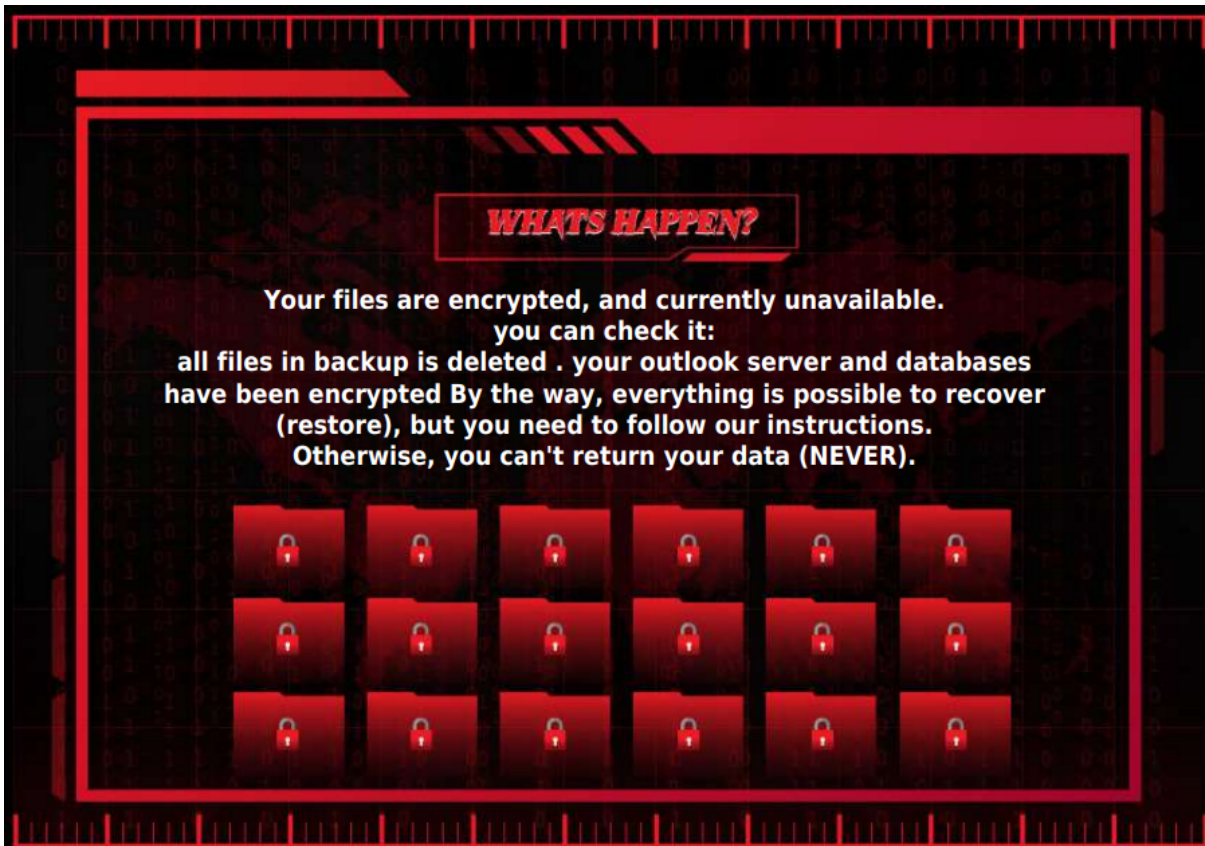 WHATS HAPPEN?
Your files are encrypted, and currently unavailable.
you can check it:
all files in backup is deleted . your outlook server and databases
have been encrypted By the way, everything is possible to recover
(restore), but you need to follow our instructions.
Otherwise, you can't return your data (NEVER).